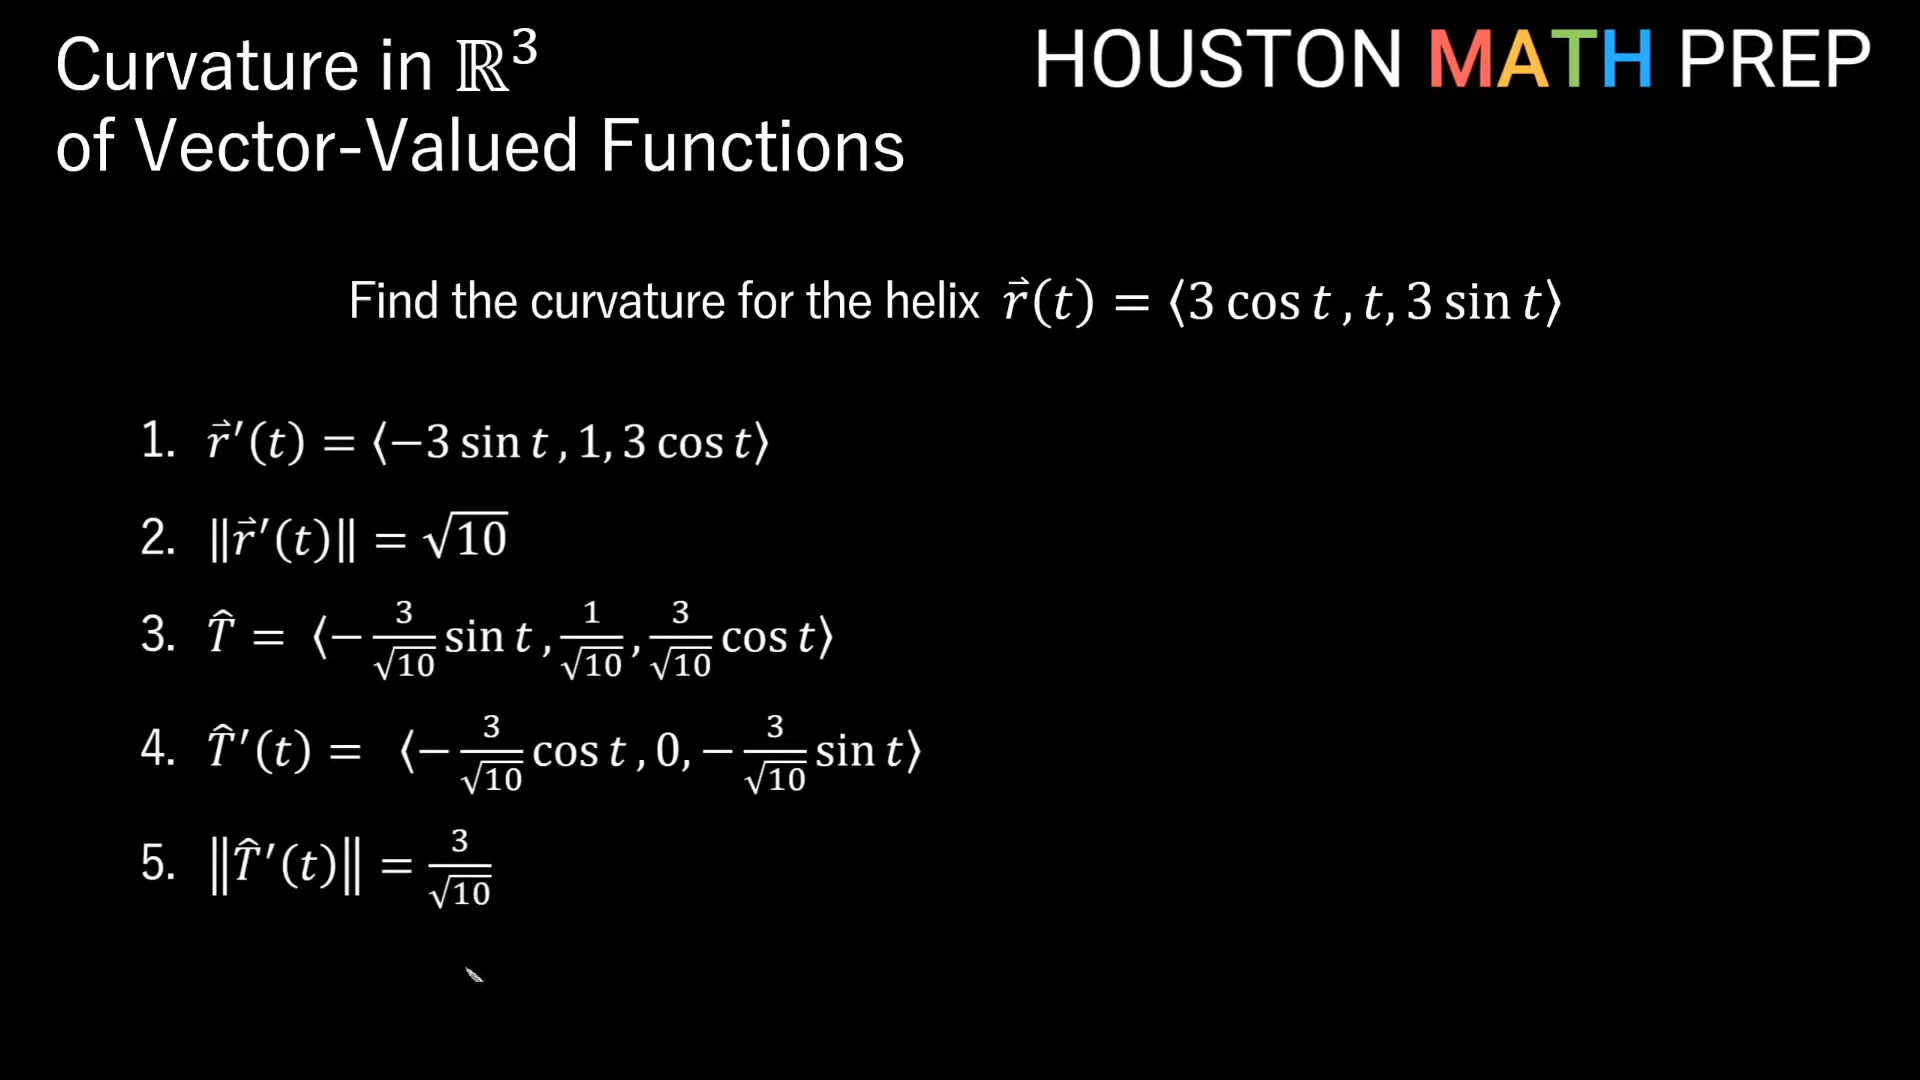 Curvature in ℝ³
of Vector-Valued Functions
HOUSTON MATH PREP
Find the curvature for the helix r⃗(t) = ⟨3 cos t , t, 3 sin t⟩
1. r⃗′(t) = ⟨−3 sin t , 1, 3 cos t⟩
2. ‖r⃗′(t)‖ = √10
3. T̂ = ⟨−3/√10 sin t , 1/√10, 3/√10 cos t⟩
4. T̂′(t) = ⟨−3/√10 cos t , 0, −3/√10 sin t⟩
5. ‖T̂′(t)‖ = 3/√10